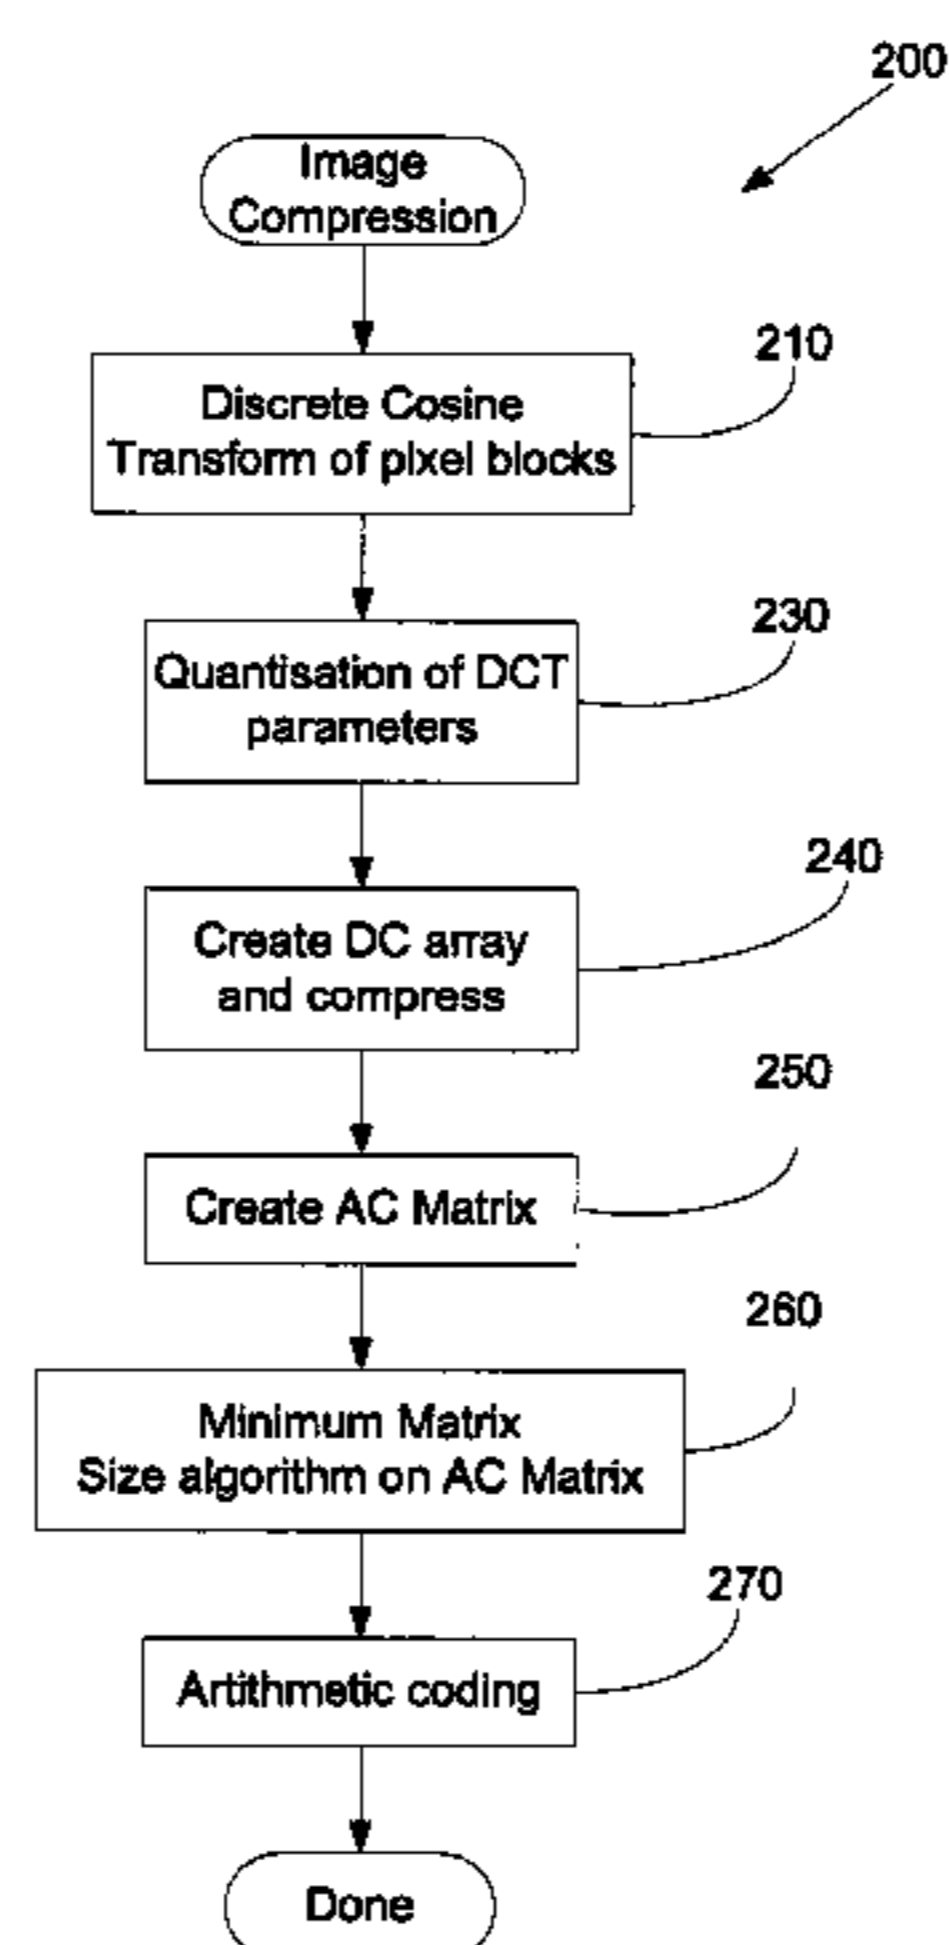 200
Image
Compression
210
Discrete Cosine
Transform of pixel blocks
230
Quantisation of DCT
parameters
240
Create DC array
and compress
250
Create AC Matrix
260
Minimum Matrix
Size algorithm on AC Matrix
270
Artithmetic coding
Done